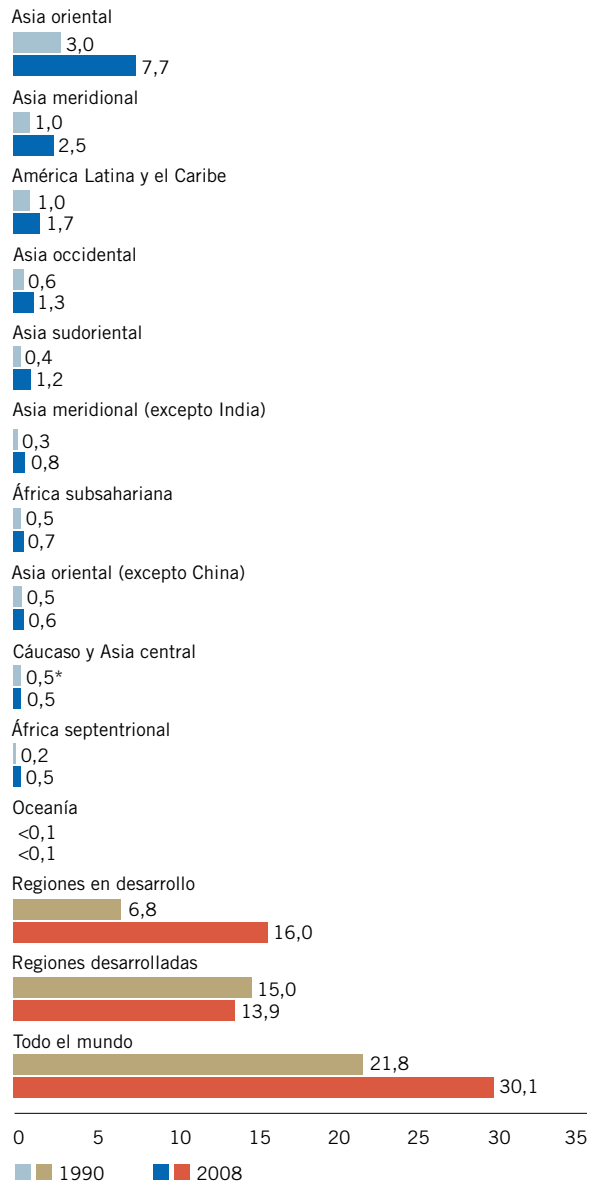 Asia oriental
3,0
7,7
Asia meridional
1,0
2,5
América Latina y el Caribe
1,0
1,7
Asia occidental
0,6
1,3
Asia sudoriental
0,4
1,2
Asia meridional (excepto India)
0,3
0,8
África subsahariana
0,5
0,7
Asia oriental (excepto China)
0,5
0,6
Cáucaso y Asia central
0,5*
0,5
África septentrional
0,2
0,5
Oceanía
<0,1
<0,1
Regiones en desarrollo
6,8
16,0
Regiones desarrolladas
15,0
13,9
Todo el mundo
21,8
30,1
0 5 10 15 20 25 30 35
1990 2008